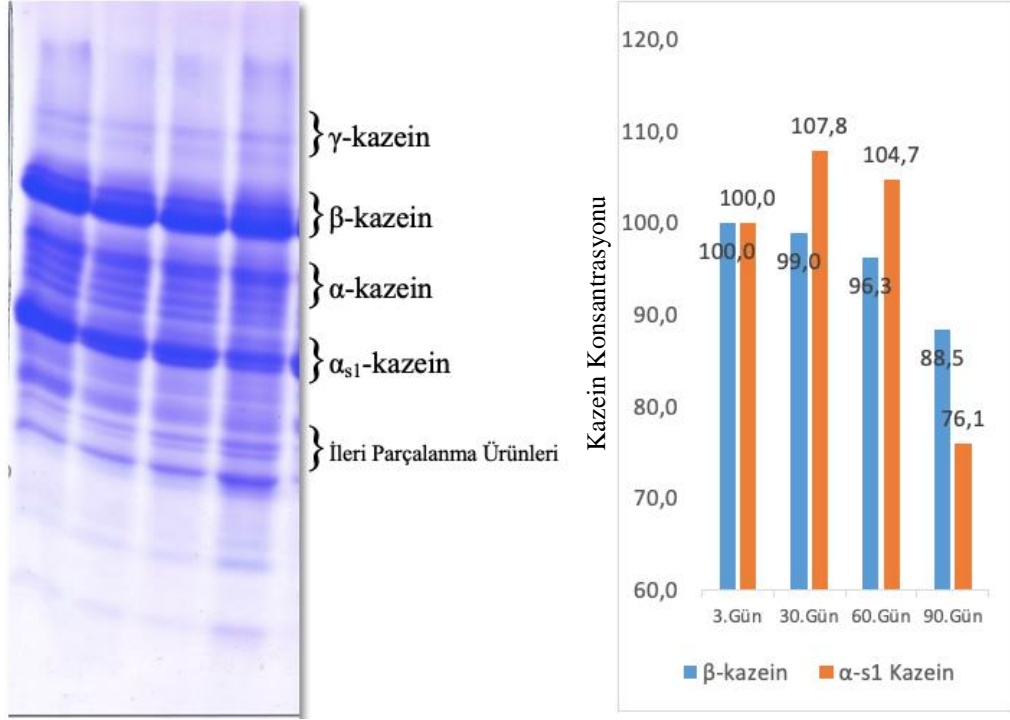 γ-kazein
β-kazein
α-kazein
αs1-kazein
İleri Parçalanma Ürünleri
Kazein Konsantrasyonu
120,0
110,0
100,0
90,0
80,0
70,0
60,0
100,0
100,0
99,0
107,8
96,3
104,7
88,5
76,1
3.Gün 30.Gün 60.Gün 90.Gün
β-kazein α-s1 Kazein